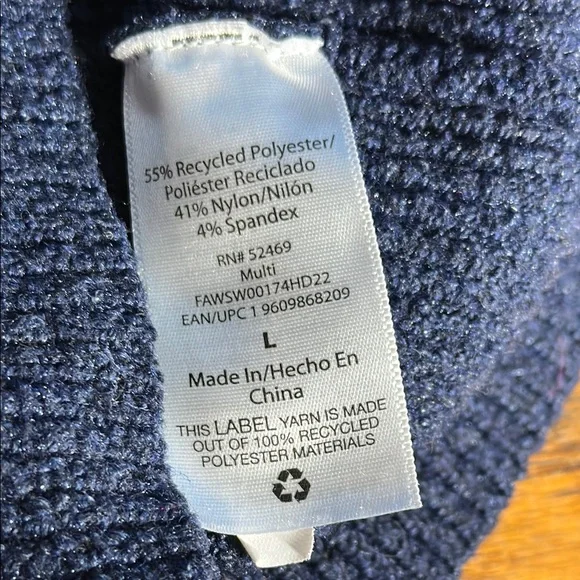 55% Recycled Polyester/
Poliéster Reciclado
41% Nylon/Nilón
4% Spandex
RN# 52469
Multi
FAWSW00174HD22
EAN/UPC 1 9609868209
L
Made In/Hecho En
China
THIS LABEL YARN IS MADE
OUT OF 100% RECYCLED
POLYESTER MATERIALS